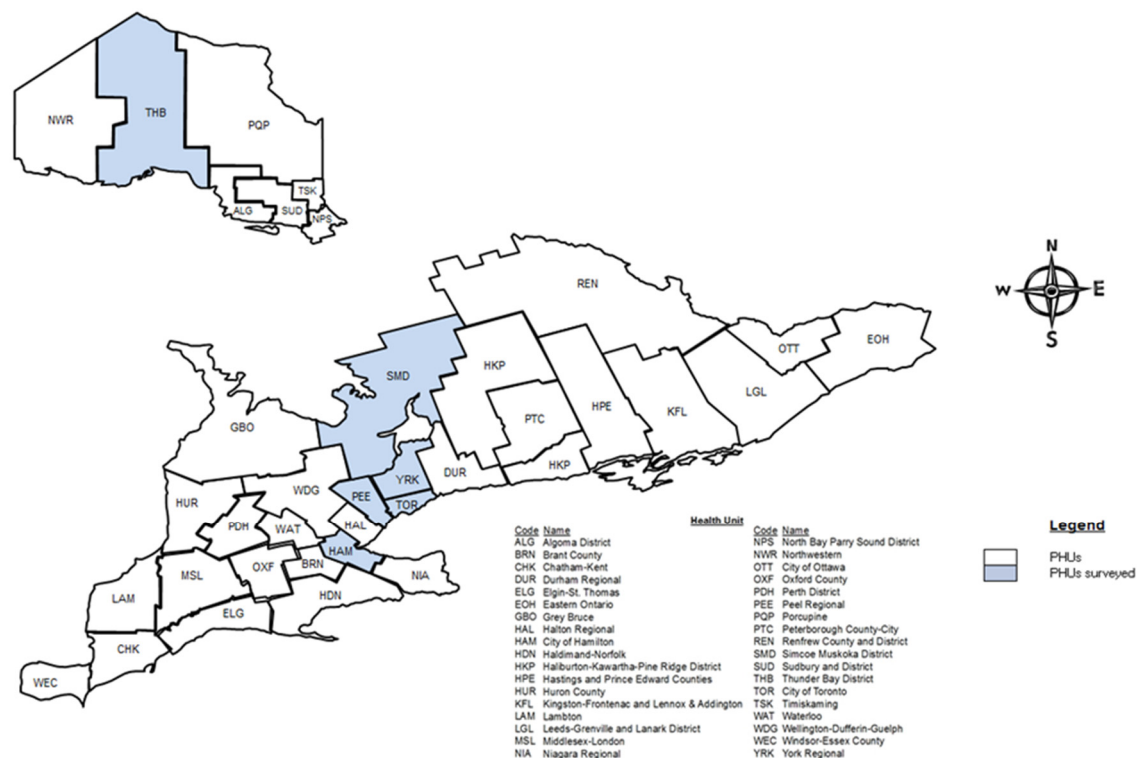 NWR
THB
PQP
TSK
ALG
SUD
NPS
N
W
E
S
REN
OTT
EOH
SMD
HKP
LGL
PTC
HPE
KFL
GBO
DUR
HKP
YRK
WDG
PEE
TOR
HUR
PDH
WAT
HAL
HAM
MSL
OXF
BRN
NIA
LAM
HDN
ELG
CHK
WEC
Health Unit
Code Name
ALG Algoma District
BRN Brant County
CHK Chatham-Kent
DUR Durham Regional
ELG Elgin-St. Thomas
EOH Eastern Ontario
GBO Grey Bruce
HAL Halton Regional
HAM City of Hamilton
HDN Haldimand-Norfolk
HKP Haliburton-Kawartha-Pine Ridge District
HPE Hastings and Prince Edward Counties
HUR Huron County
KFL Kingston-Frontenac and Lennox & Addington
LAM Lambton
LGL Leeds-Grenville and Lanark District
MSL Middlesex-London
NIA Niagara Regional
Code Name
NPS North Bay Parry Sound District
NWR Northwestern
OTT City of Ottawa
OXF Oxford County
PDH Perth District
PEE Peel Regional
PQP Porcupine
PTC Peterborough County-City
REN Renfrew County and District
SMD Simcoe Muskoka District
SUD Sudbury and District
THB Thunder Bay District
TOR City of Toronto
TSK Timiskaming
WAT Waterloo
WDG Wellington-Dufferin-Guelph
WEC Windsor-Essex County
YRK York Regional
Legend
PHUs
PHUs surveyed